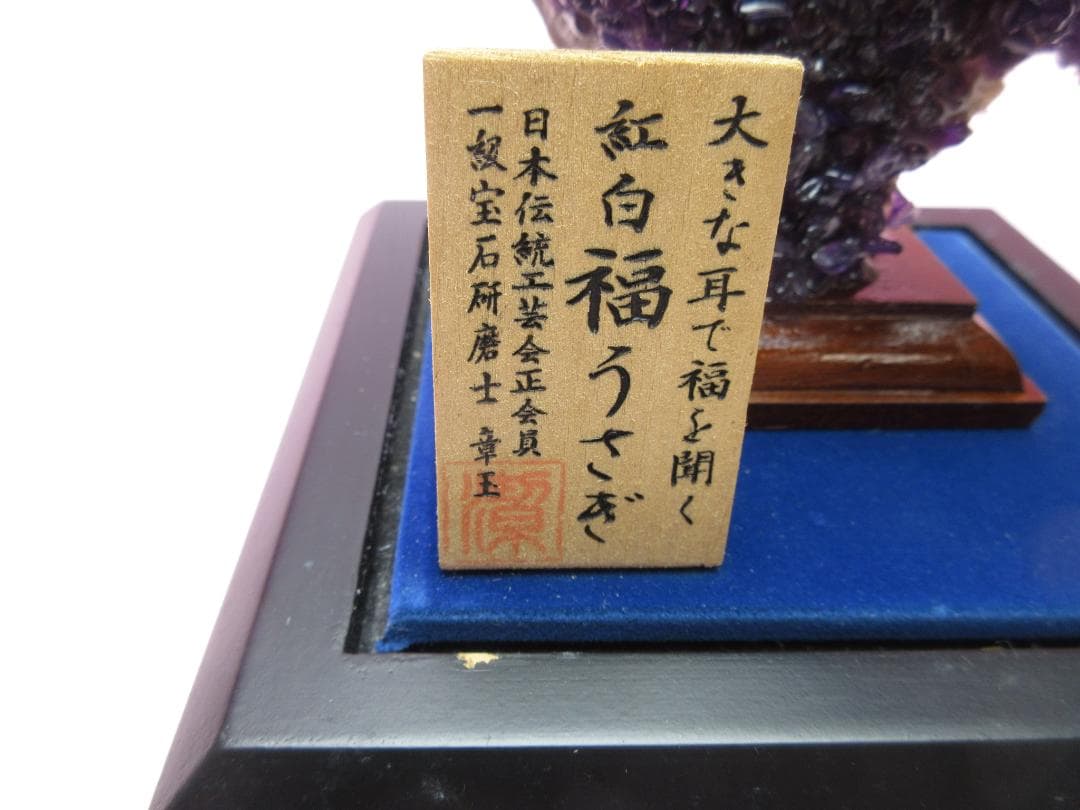 大きな耳で福を聞く
紅白福うさぎ
日本伝統工芸会正会員
一級宝石研磨士 章玉